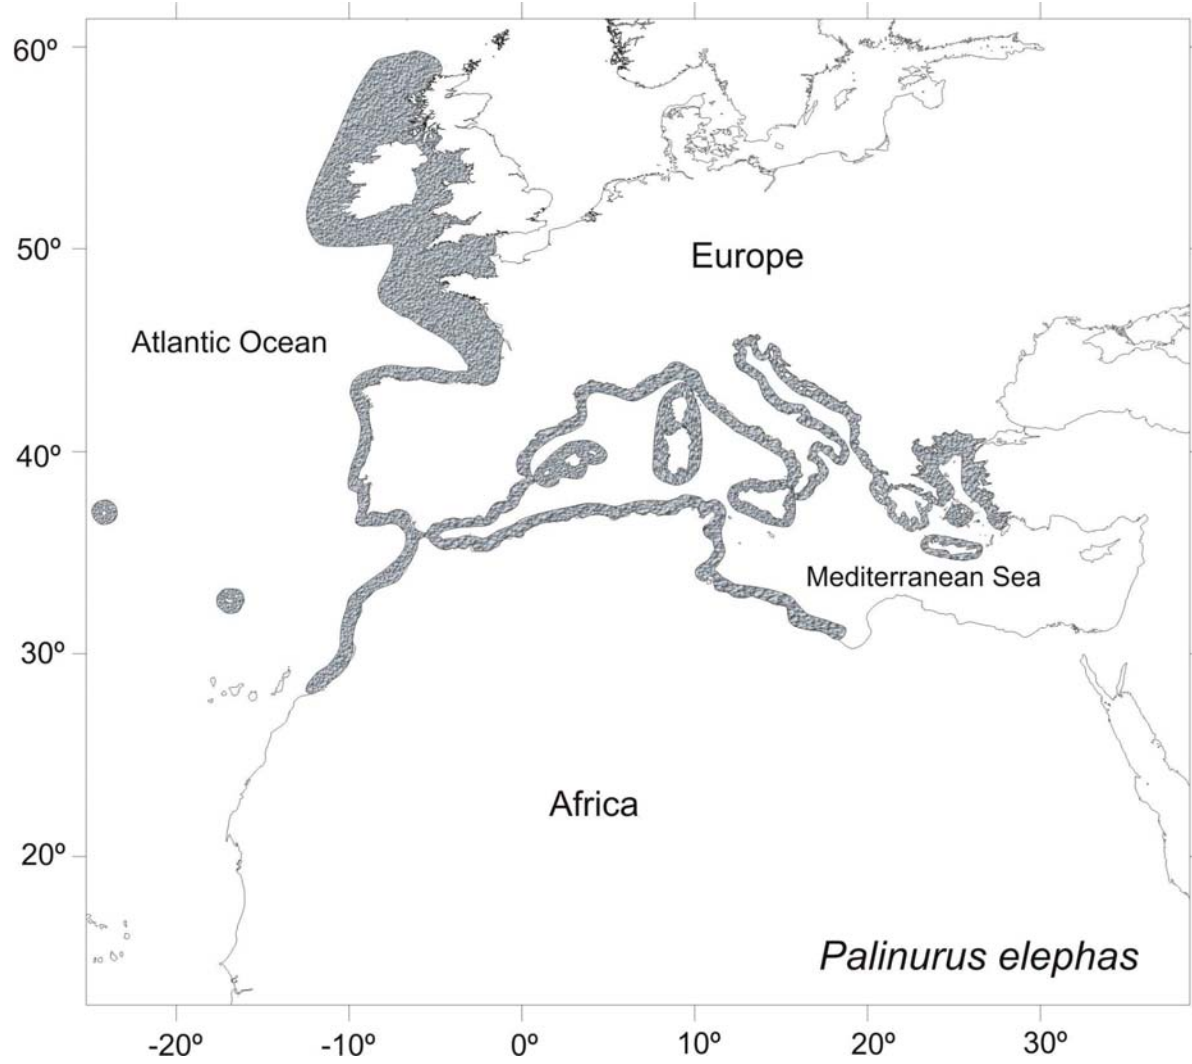 60º
50º
Europe
Atlantic Ocean
40º
Mediterranean Sea
30º
Africa
20º
Palinurus elephas
-20º -10º 0º 10º 20º 30º